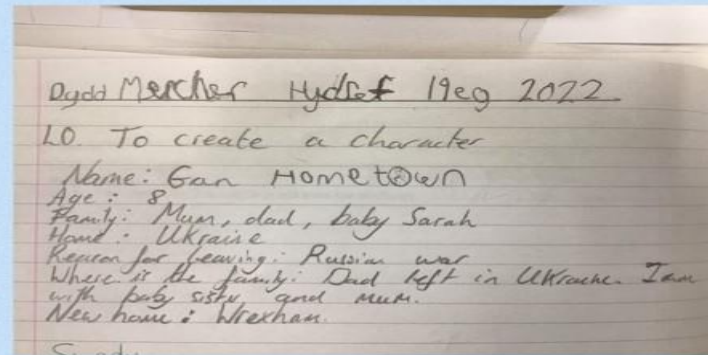 Dydd Mercher Hydref 19eg 2022
LO. To create a character
Name: Gan Hometown
Age: 8
Family: Mum, dad, baby Sarah
Home: Ukraine
Reason for leaving: Russian war
Where is the family: Dad left in Ukraine. I am
with baby sister and mum.
New home: Wrexham.